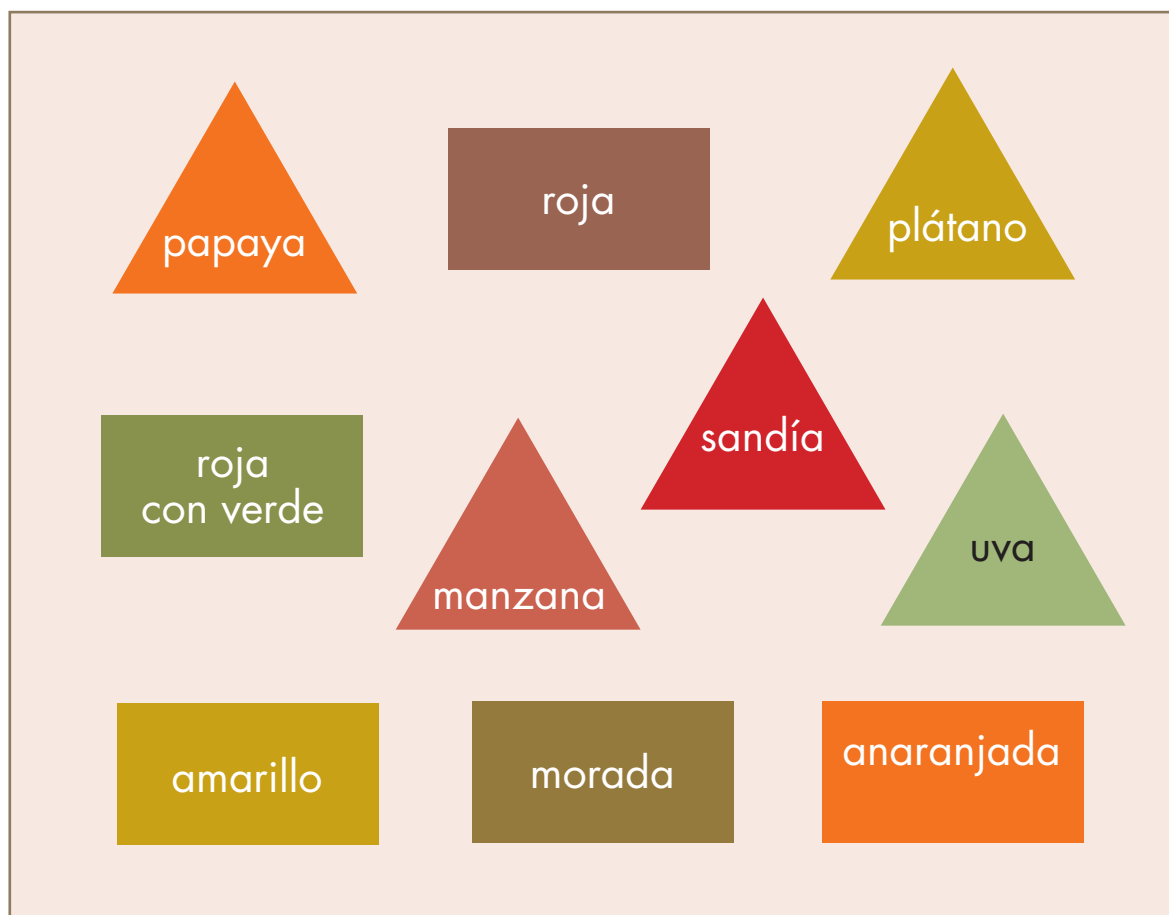 papaya
roja
plátano
sandía
roja
con verde
manzana
uva
amarillo
morada
anaranjada